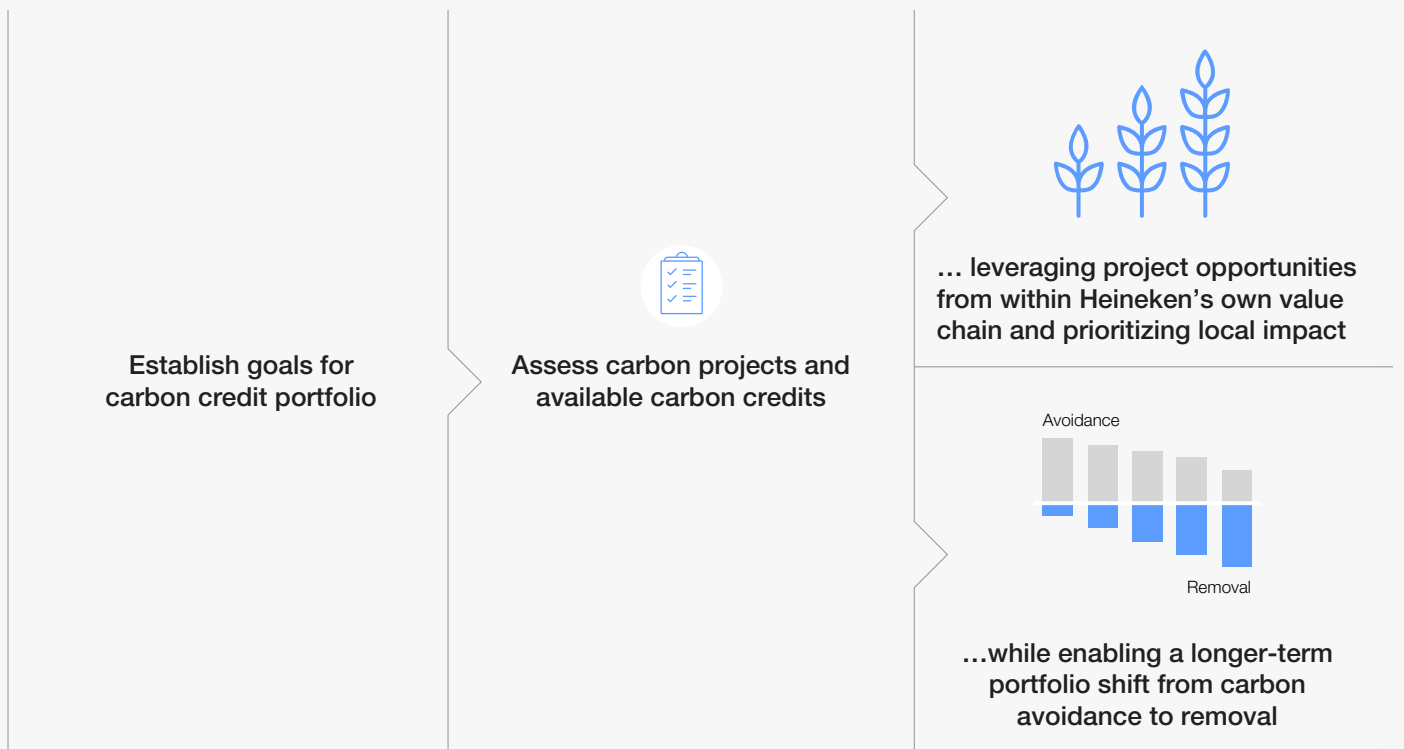 Establish goals for
carbon credit portfolio
Assess carbon projects and
available carbon credits
… leveraging project opportunities
from within Heineken’s own value
chain and prioritizing local impact
Avoidance
Removal
…while enabling a longer-term
portfolio shift from carbon
avoidance to removal